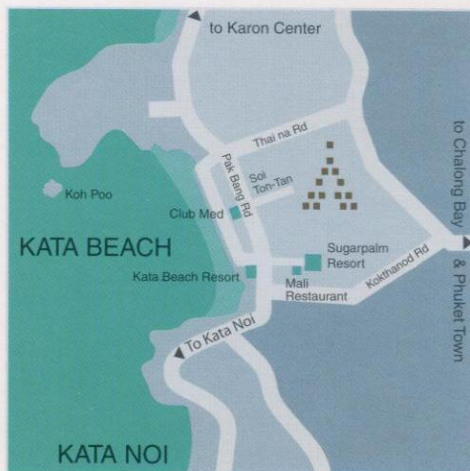 to Karon Center
Thai na Rd
Pak Bang Rd
Soi
Ton-Tan
Koh Poo
Club Med
KATA BEACH
Sugarpalm
Resort
Kata Beach Resort
Mali
Restaurant
Kokthanod Rd
to Chalong Bay
& Phuket Town
To Kata Noi
KATA NOI